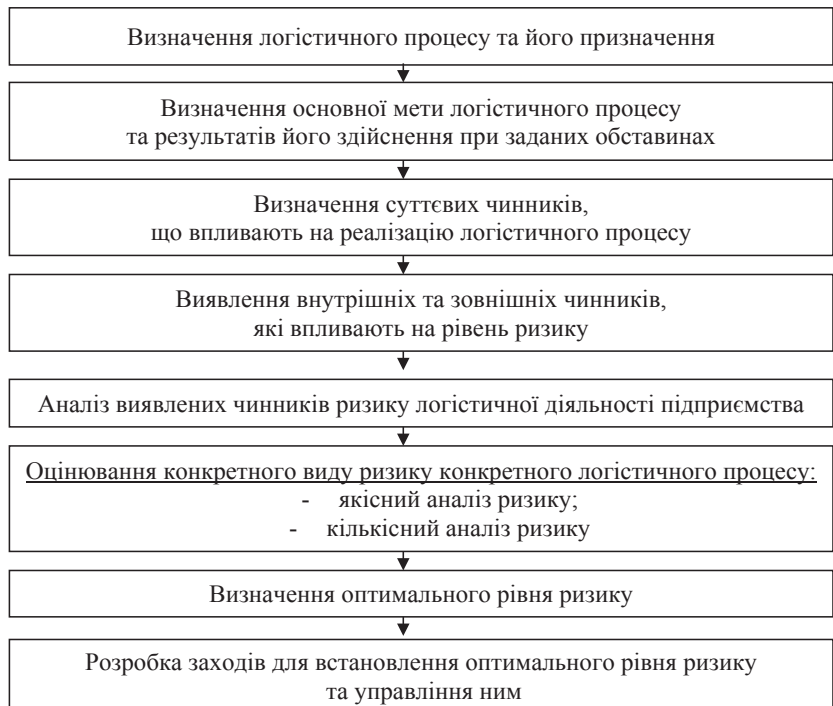 Визначення логістичного процесу та його призначення
Визначення основної мети логістичного процесу
та результатів його здійснення при заданих обставинах
Визначення суттєвих чинників,
що впливають на реалізацію логістичного процесу
Виявлення внутрішніх та зовнішніх чинників,
які впливають на рівень ризику
Аналіз виявлених чинників ризику логістичної діяльності підприємства
Оцінювання конкретного виду ризику конкретного логістичного процесу:
- якісний аналіз ризику;
- кількісний аналіз ризику
Визначення оптимального рівня ризику
Розробка заходів для встановлення оптимального рівня ризику
та управління ним